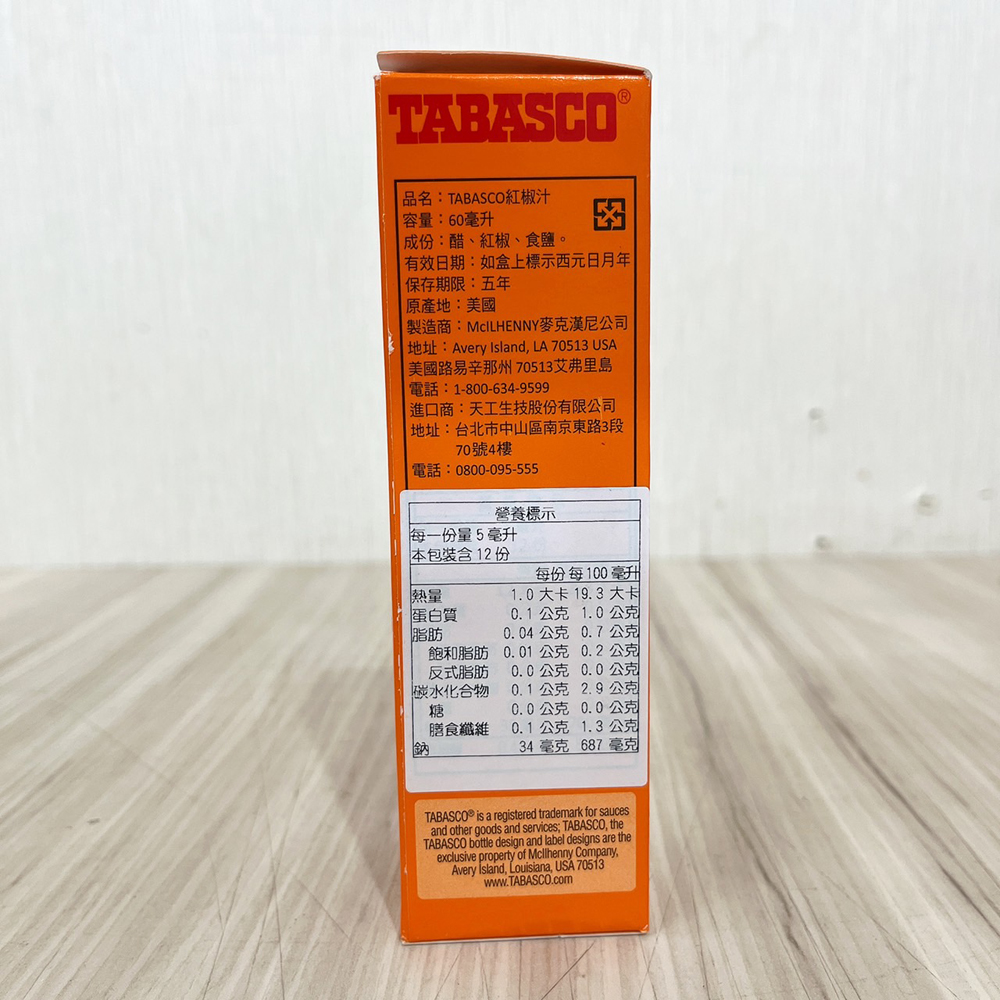 TABASCO®
品名：TABASCO紅椒汁
容量：60毫升
成份：醋、紅椒、食鹽。
有效日期：如盒上標示西元日月年
保存期限：五年
原產地：美國
製造商：McILHENNY麥克漢尼公司
地址：Avery Island, LA 70513 USA
美國路易辛那州 70513艾弗里島
電話：1-800-634-9599
進口商：天工生技股份有限公司
地址：台北市中山區南京東路3段
70號4樓
電話：0800-095-555
營養標示
每一份量 5 毫升
本包裝含 12 份
每份 每 100 毫升
熱量 1.0 大卡 19.3 大卡
蛋白質 0.1 公克 1.0 公克
脂肪 0.04 公克 0.7 公克
飽和脂肪 0.01 公克 0.2 公克
反式脂肪 0.0 公克 0.0 公克
碳水化合物 0.1 公克 2.9 公克
糖 0.0 公克 0.0 公克
膳食纖維 0.1 公克 1.3 公克
鈉 34 毫克 687 毫克
TABASCO® is a registered trademark for sauces
and other goods and services; TABASCO, the
TABASCO bottle design and label designs are the
exclusive property of McIlhenny Company,
Avery Island, Louisiana, USA 70513
www.TABASCO.com